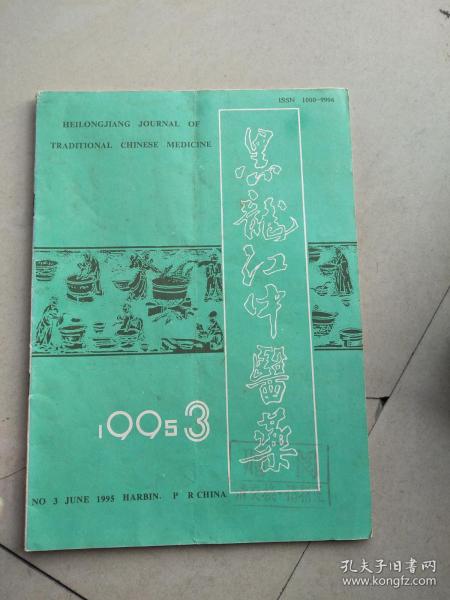 ISSN 1000-9906
HEILONGJIANG JOURNAL OF
TRADITIONAL CHINESE MEDICINE
黑龍江中醫藥
1995 3
NO 3 JUNE 1995 HARBIN. P R CHINA
孔夫子旧书网
www.kongfz.com